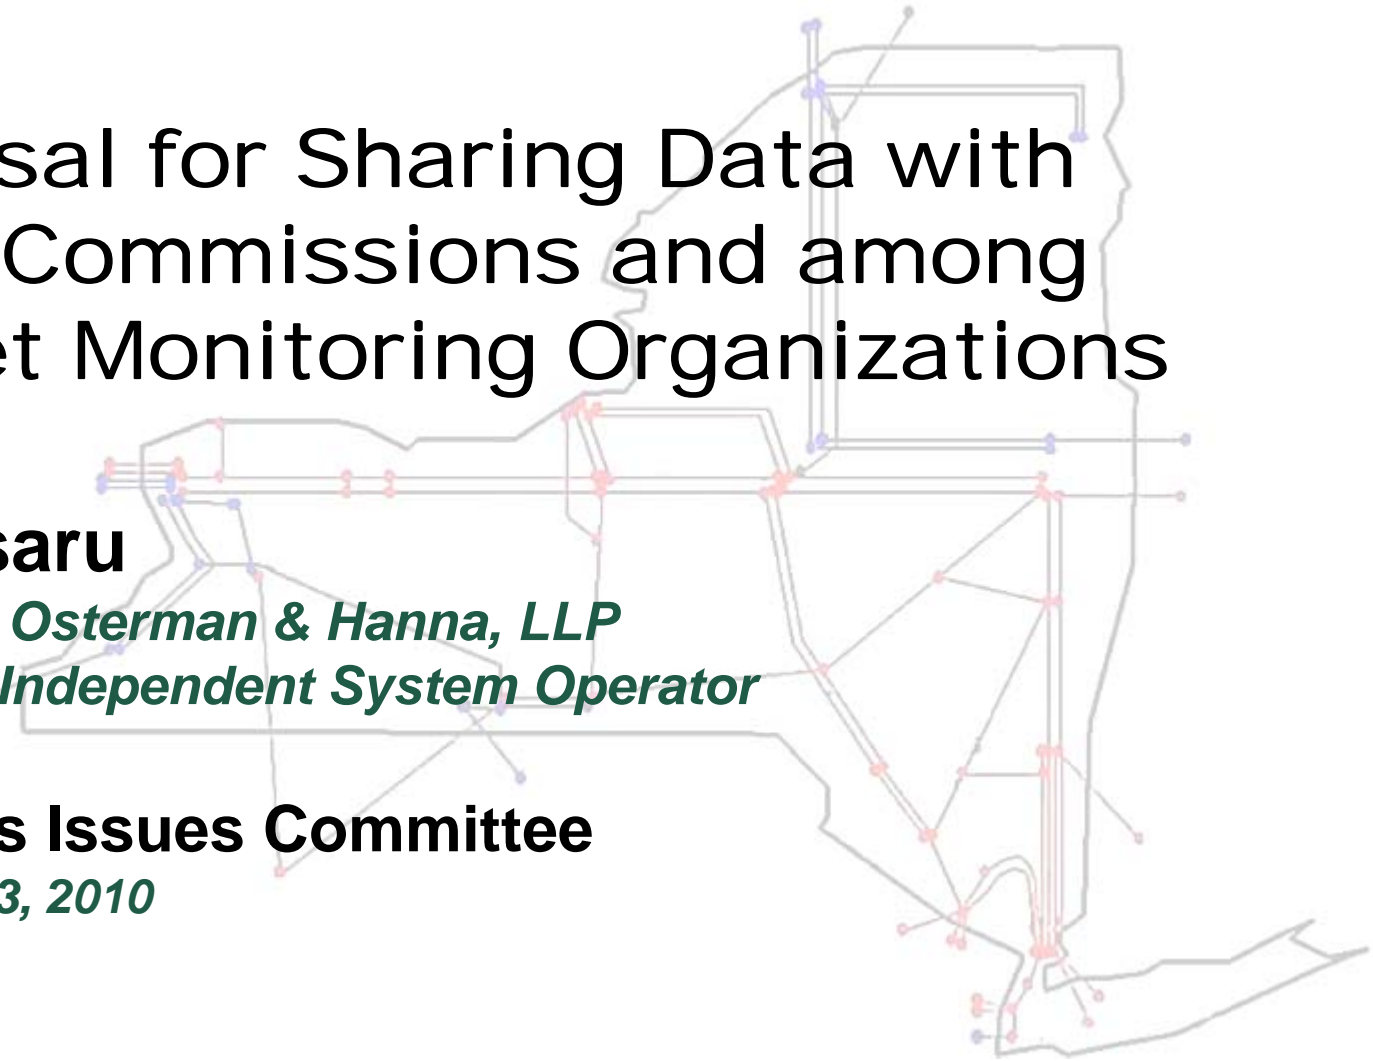 sal for Sharing Data with
Commissions and among
et Monitoring Organizations
saru
Osterman & Hanna, LLP
Independent System Operator
s Issues Committee
3, 2010